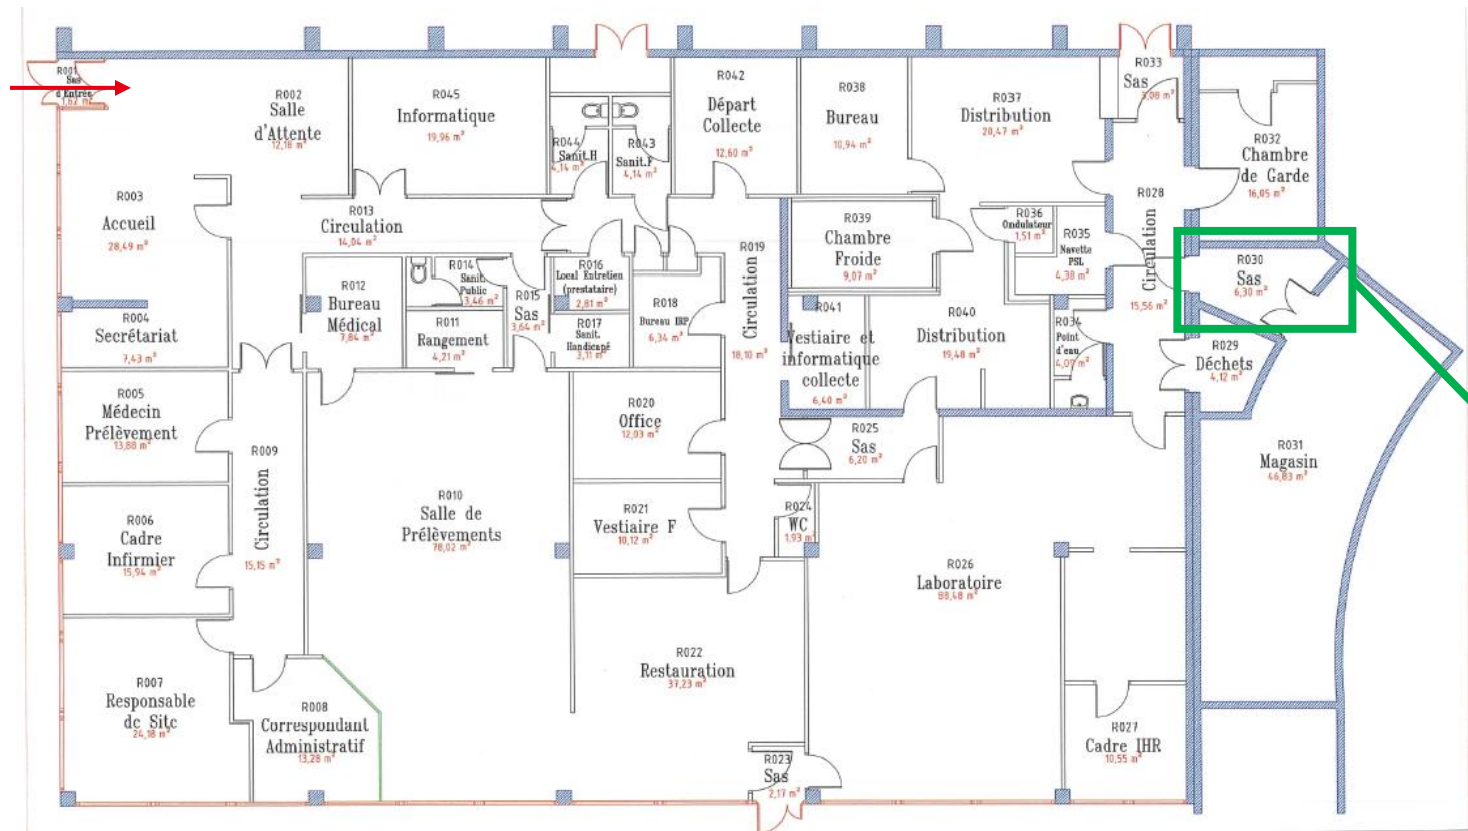 R001
Sas
d'Entrée
1,62 m²
R002
Salle
d'Attente
12,18 m²
R045
Informatique
19,96 m²
R044
Sanit.H
4,14 m²
R043
Sanit.F
4,14 m²
R042
Départ
Collecte
12,60 m²
R038
Bureau
10,94 m²
R037
Distribution
20,47 m²
R033
Sas
R032
Chambre
de Garde
16,05 m²
R003
Accueil
28,49 m²
R013
Circulation
14,04 m²
R028
Circulation
15,56 m²
R039
Chambre
Froide
9,07 m²
R036
Ondulateur
1,51 m²
R035
Navette
PSL
4,38 m²
R030
Sas
6,30 m²
R019
Circulation
18,10 m²
R012
Bureau
Médical
7,84 m²
R014
Sanit.
Public
3,46 m²
R015
Sas
3,64 m²
R016
Local Entretien
(prestataire)
2,81 m²
R018
Bureau IRP
6,34 m²
R041
Vestiaire et
informatique
collecte
6,40 m²
R040
Distribution
19,48 m²
R034
Point
d'eau
R004
Secrétariat
7,43 m²
R011
Rangement
4,21 m²
R017
Sanit.
Handicapé
3,11 m²
R029
Déchets
4,12 m²
R005
Médecin
Prélèvement
13,88 m²
R020
Office
12,03 m²
R025
Sas
6,20 m²
R009
Circulation
15,15 m²
R031
Magasin
46,83 m²
R010
Salle de
Prélèvements
78,02 m²
R021
Vestiaire F
10,12 m²
R024
WC
1,93 m²
R006
Cadre
Infirmier
15,94 m²
R026
Laboratoire
88,48 m²
R022
Restauration
37,23 m²
R007
Responsable
de Site
24,18 m²
R008
Correspondant
Administratif
13,28 m²
R027
Cadre IHR
10,55 m²
R023
Sas
2,17 m²